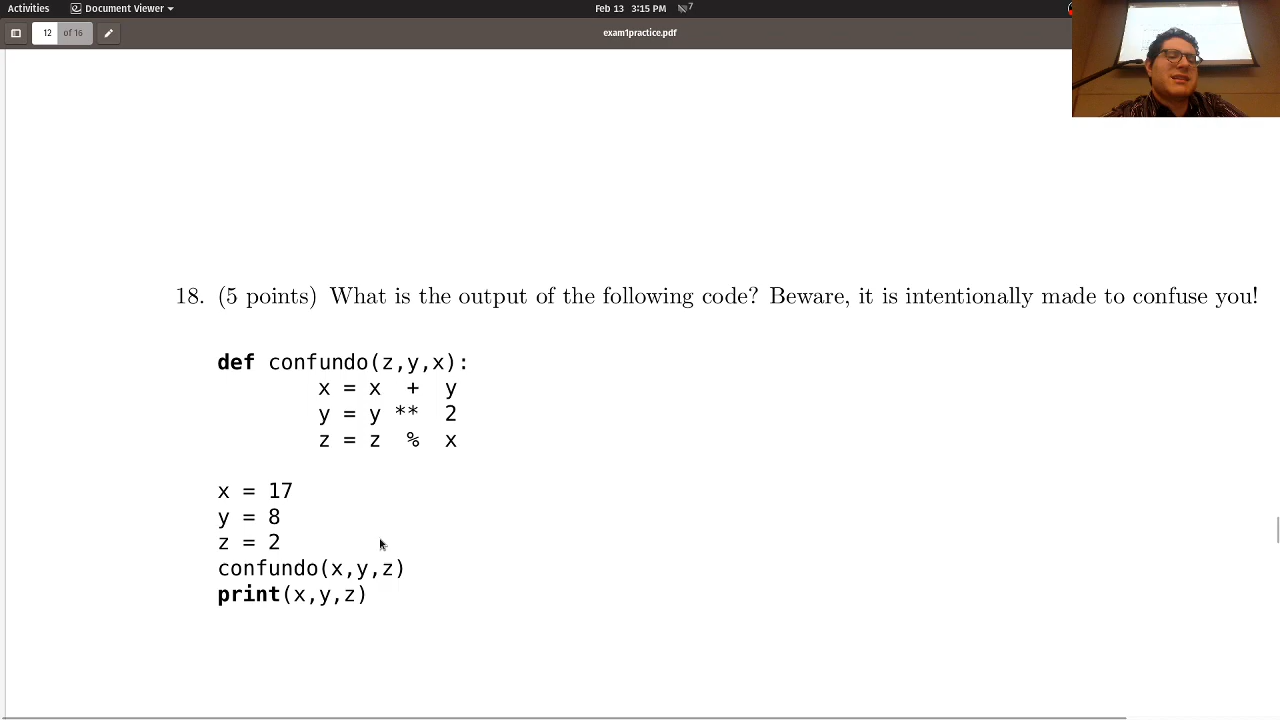 Activities Document Viewer Feb 13 3:15 PM 7
12 of 16 exam1practice.pdf
18. (5 points) What is the output of the following code? Beware, it is intentionally made to confuse you!
def confundo(z,y,x):
x = x + y
y = y ** 2
z = z % x
x = 17
y = 8
z = 2
confundo(x,y,z)
print(x,y,z)